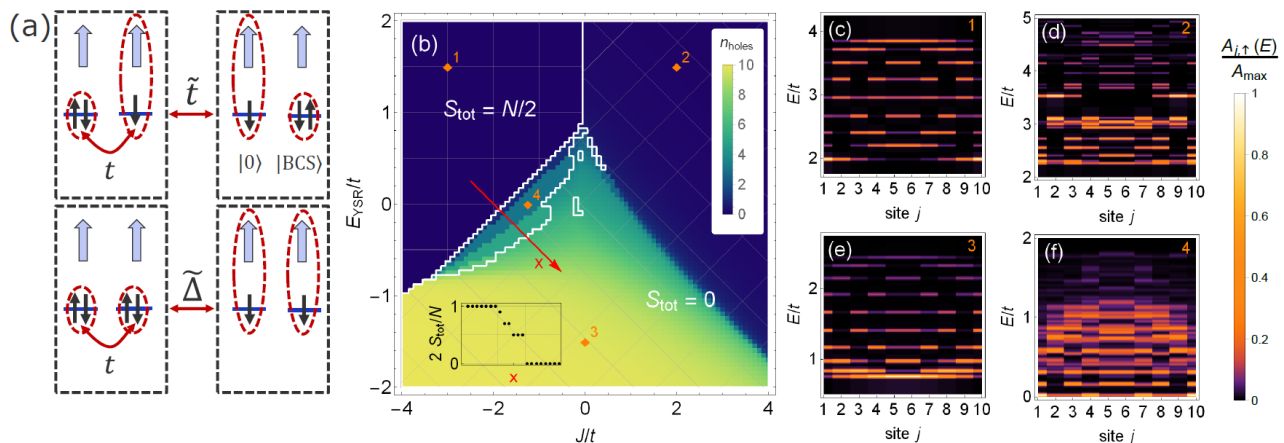 (a)
t
t̃
|0⟩ |BCS⟩
t
Δ̃
(b)
E_YSR/t
2
1
0
−1
−2
−4 −2 0 2 4
J/t
1
2
3
4
S_tot = N/2
S_tot = 0
x
n_holes
10
8
6
4
2
0
2 S_tot/N
1
0
x
(c)
1
E/t
4
3
2
1 2 3 4 5 6 7 8 9 10
site j
(d)
2
E/t
5
4
3
2
1 2 3 4 5 6 7 8 9 10
site j
(e)
3
E/t
2
1
1 2 3 4 5 6 7 8 9 10
site j
(f)
4
E/t
2
1
0
1 2 3 4 5 6 7 8 9 10
site j
A_{j,↑}(E)
A_max
1
0.8
0.6
0.4
0.2
0